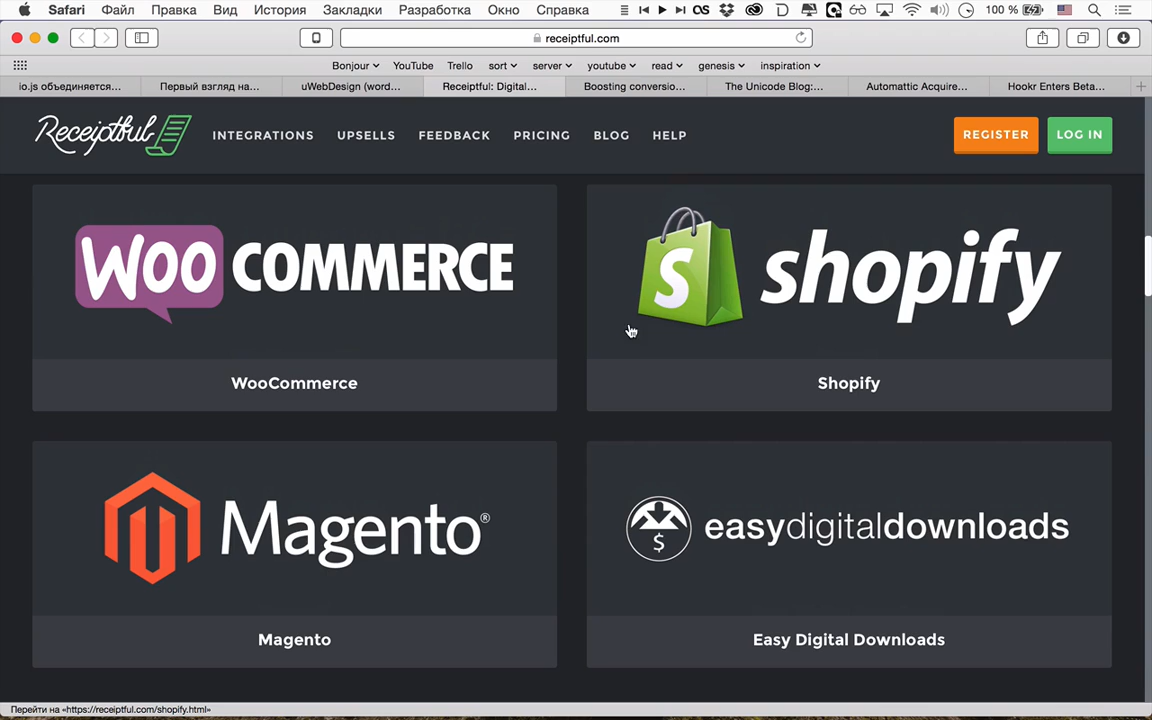 Safari Файл Правка Вид История Закладки Разработка Окно Справка 100 %
receiptful.com
Bonjour YouTube Trello sort server youtube read genesis inspiration
io.js объединяется... Первый взгляд на... uWebDesign (word... Receiptful: Digital... Boosting conversio... The Unicode Blog:... Automattic Acquire... Hookr Enters Beta...
Receiptful INTEGRATIONS UPSELLS FEEDBACK PRICING BLOG HELP REGISTER LOG IN
WOO COMMERCE
S shopify
WooCommerce
Shopify
Magento®
$ easydigitaldownloads
Magento
Easy Digital Downloads
Перейти на «https://receiptful.com/shopify.html»